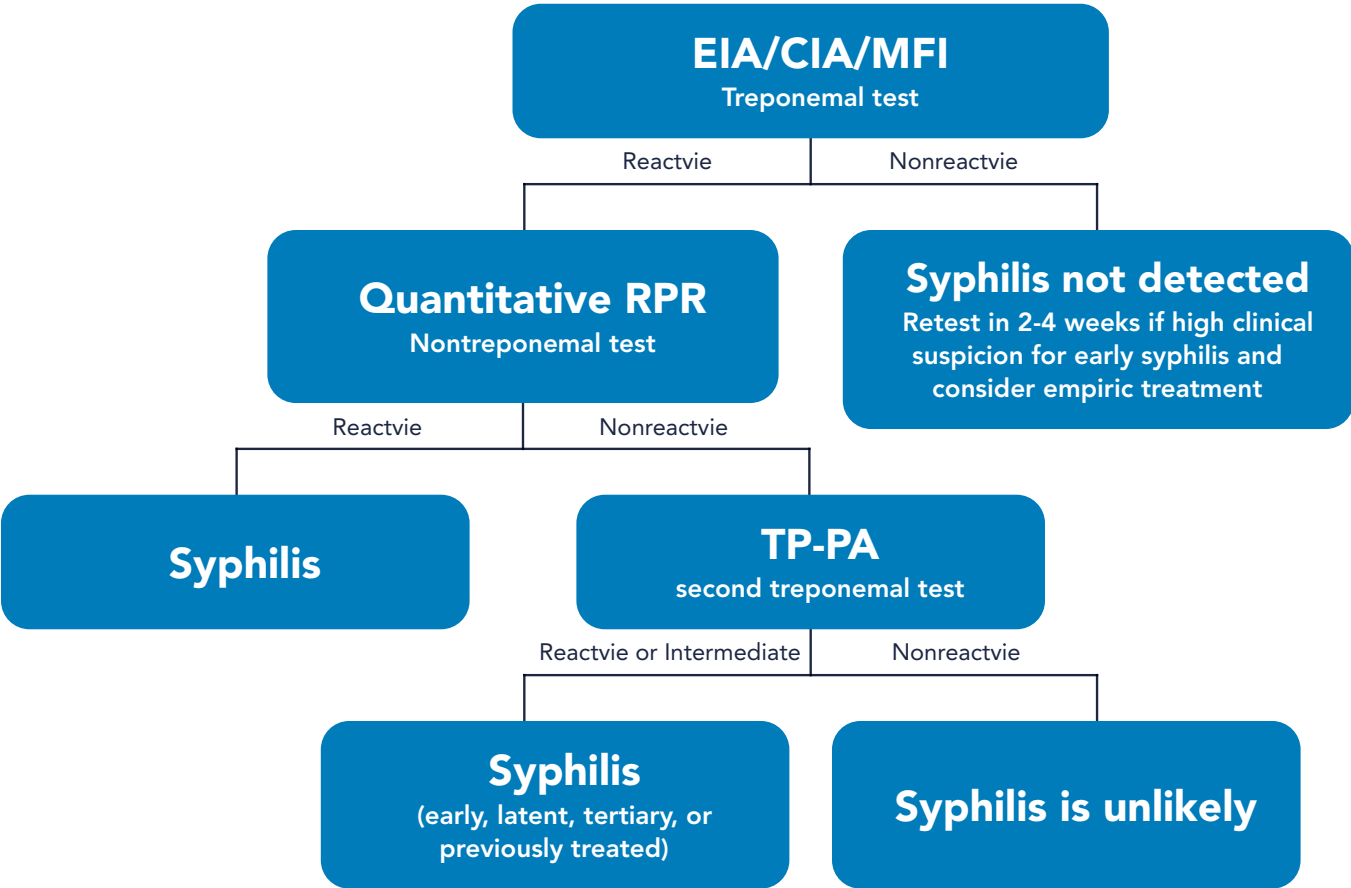 EIA/CIA/MFI
Treponemal test
Reactvie
Nonreactvie
Quantitative RPR
Nontreponemal test
Syphilis not detected
Retest in 2-4 weeks if high clinical
suspicion for early syphilis and
consider empiric treatment
Reactvie
Nonreactvie
Syphilis
TP-PA
second treponemal test
Reactvie or Intermediate
Nonreactvie
Syphilis
(early, latent, tertiary, or
previously treated)
Syphilis is unlikely